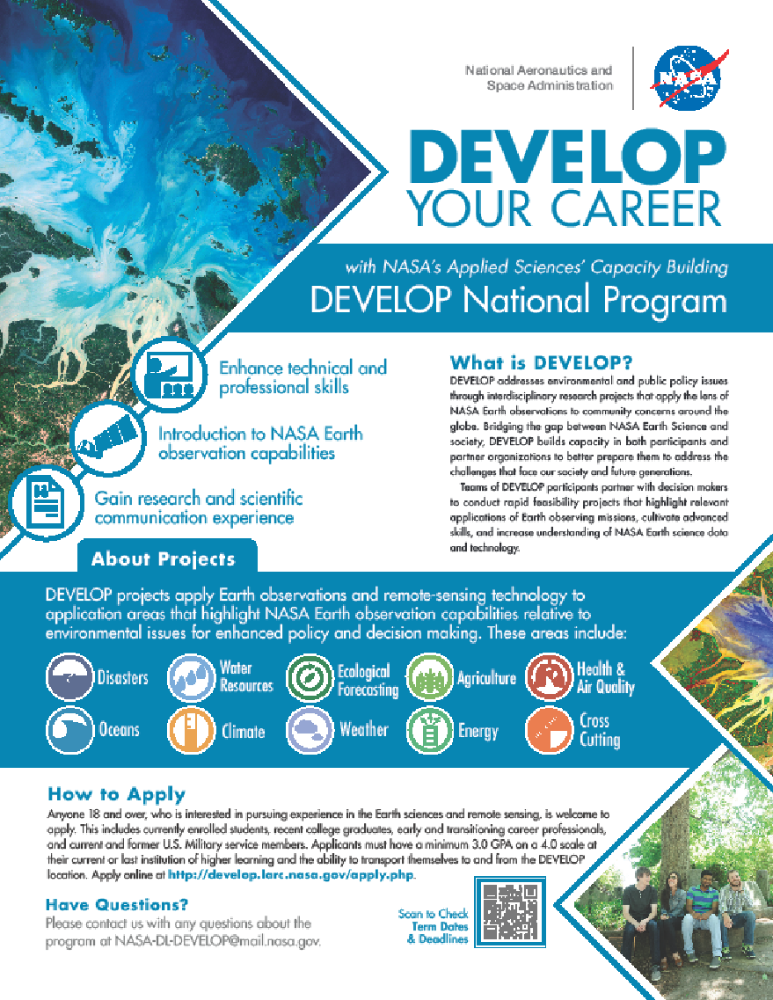 National Aeronautics and
Space Administration
NASA
DEVELOP
YOUR CAREER
with NASA's Applied Sciences' Capacity Building
DEVELOP National Program
Enhance technical and
professional skills
Introduction to NASA Earth
observation capabilities
Gain research and scientific
communication experience
What is DEVELOP?
DEVELOP addresses environmental and public policy issues
through interdisciplinary research projects that apply the lens of
NASA Earth observations to community concerns around the
globe. Bridging the gap between NASA Earth Science and
society, DEVELOP builds capacity in both participants and
partner organizations to better prepare them to address the
challenges that face our society and future generations.
Teams of DEVELOP participants partner with decision makers
to conduct rapid feasibility projects that highlight relevant
applications of Earth observing missions, cultivate advanced
skills, and increase understanding of NASA Earth science data
and technology.
About Projects
DEVELOP projects apply Earth observations and remote-sensing technology to
application areas that highlight NASA Earth observation capabilities relative to
environmental issues for enhanced policy and decision making. These areas include:
Disasters
Water
Resources
Ecological
Forecasting
Agriculture
Health &
Air Quality
Oceans
Climate
Weather
Energy
Cross
Cutting
How to Apply
Anyone 18 and over, who is interested in pursuing experience in the Earth sciences and remote sensing, is welcome to
apply. This includes currently enrolled students, recent college graduates, early and transitioning career professionals,
and current and former U.S. Military service members. Applicants must have a minimum 3.0 GPA on a 4.0 scale at
their current or last institution of higher learning and the ability to transport themselves to and from the DEVELOP
location. Apply online at http://develop.larc.nasa.gov/apply.php.
Have Questions?
Please contact us with any questions about the
program at NASA-DL-DEVELOP@mail.nasa.gov.
Scan to Check
Term Dates
& Deadlines